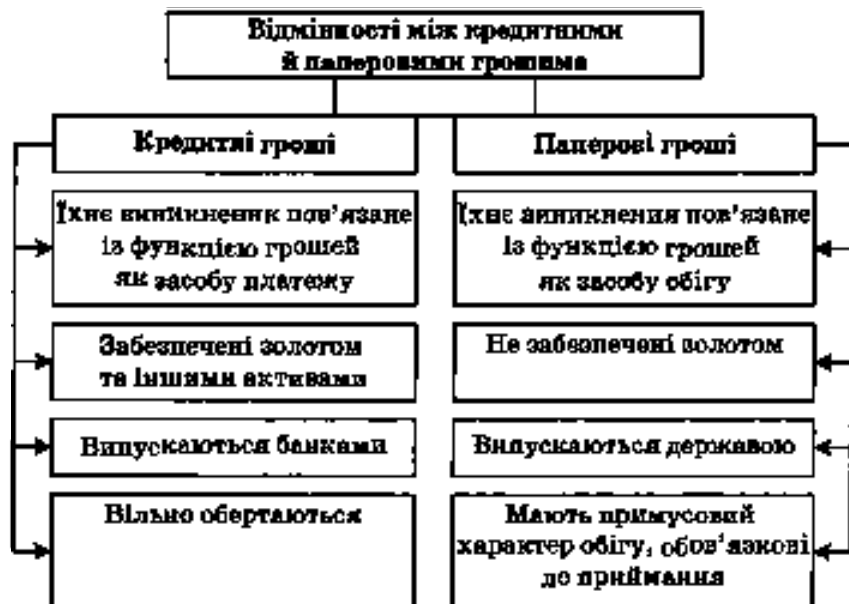 Відмінності між кредитними
й паперовими грошима
Кредитні гроші
Паперові гроші
Їхнє виникненик пов’язане
із функцією грошей
як засобу платежу
Їхнє виникнення пов’язане
із функцією грошей
як засобу обігу
Забезпечені золотом
та іншими активами
Не забезпечені золотом
Випускаються банками
Випускаються державою
Вільно обертаються
Мають примусовий
характер обігу, обов’язкові
до приймання